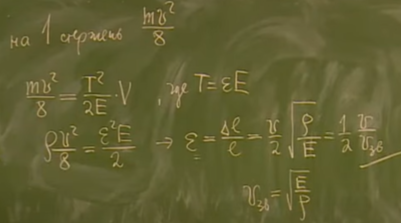 на 1 стержень mv²/8
mv²/8 = T²/2E · V, где T = εE
ρv²/8 = ε²E/2 → ε = Δl/l = v/2 √(ρ/E) = 1/2 v/v_зв
v_зв = √(E/ρ)